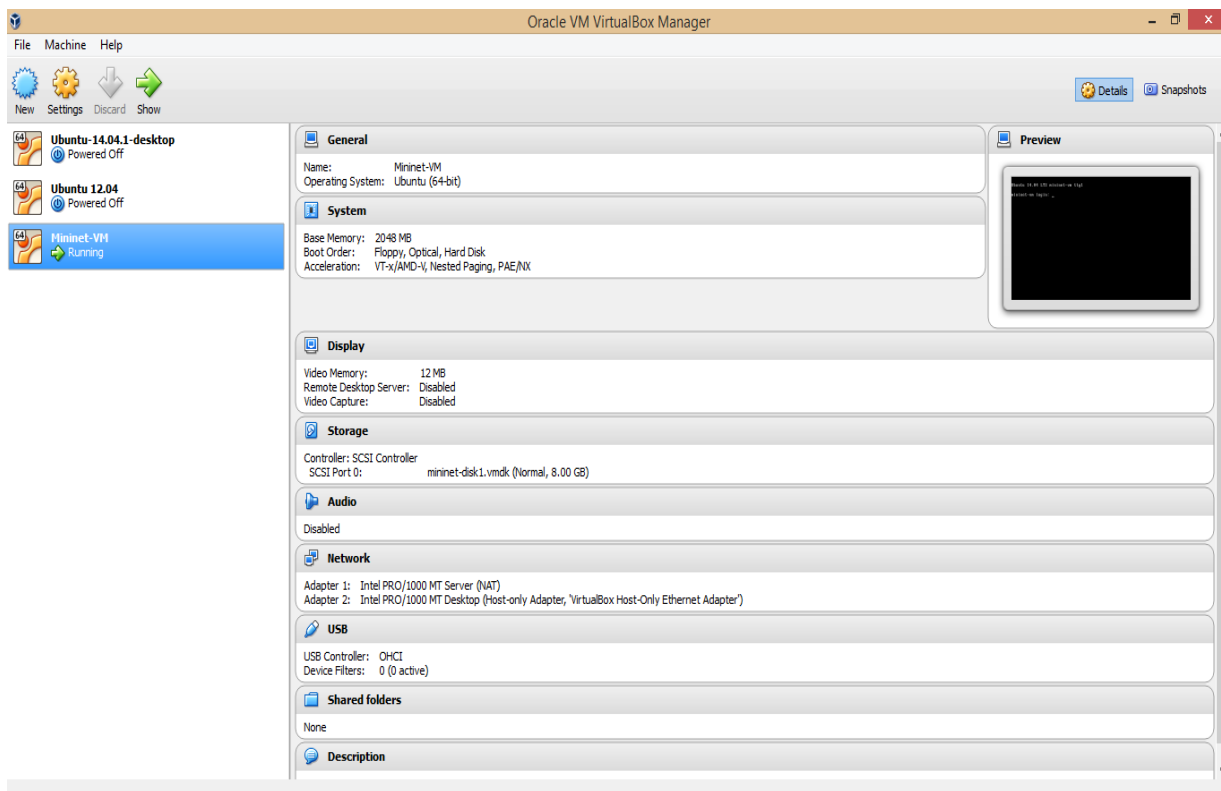 Oracle VM VirtualBox Manager
File Machine Help
New Settings Discard Show
Details Snapshots
64 Ubuntu-14.04.1-desktop
Powered Off
64 Ubuntu 12.04
Powered Off
64 Mininet-VM
Running
General
Name: Mininet-VM
Operating System: Ubuntu (64-bit)
System
Base Memory: 2048 MB
Boot Order: Floppy, Optical, Hard Disk
Acceleration: VT-x/AMD-V, Nested Paging, PAE/NX
Preview
mininet-vm login: _
Display
Video Memory: 12 MB
Remote Desktop Server: Disabled
Video Capture: Disabled
Storage
Controller: SCSI Controller
SCSI Port 0: mininet-disk1.vmdk (Normal, 8.00 GB)
Audio
Disabled
Network
Adapter 1: Intel PRO/1000 MT Server (NAT)
Adapter 2: Intel PRO/1000 MT Desktop (Host-only Adapter, 'VirtualBox Host-Only Ethernet Adapter')
USB
USB Controller: OHCI
Device Filters: 0 (0 active)
Shared folders
None
Description